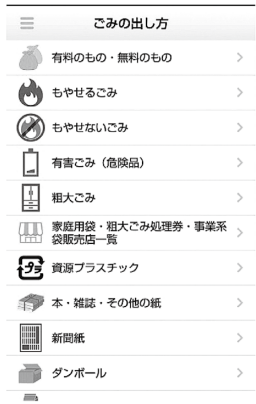 ごみの出し方
有料のもの・無料のもの
もやせるごみ
もやせないごみ
有害ごみ（危険品）
粗大ごみ
家庭用袋・粗大ごみ処理券・事業系
袋販売店一覧
プラ
資源プラスチック
本・雑誌・その他の紙
新聞紙
ダンボール